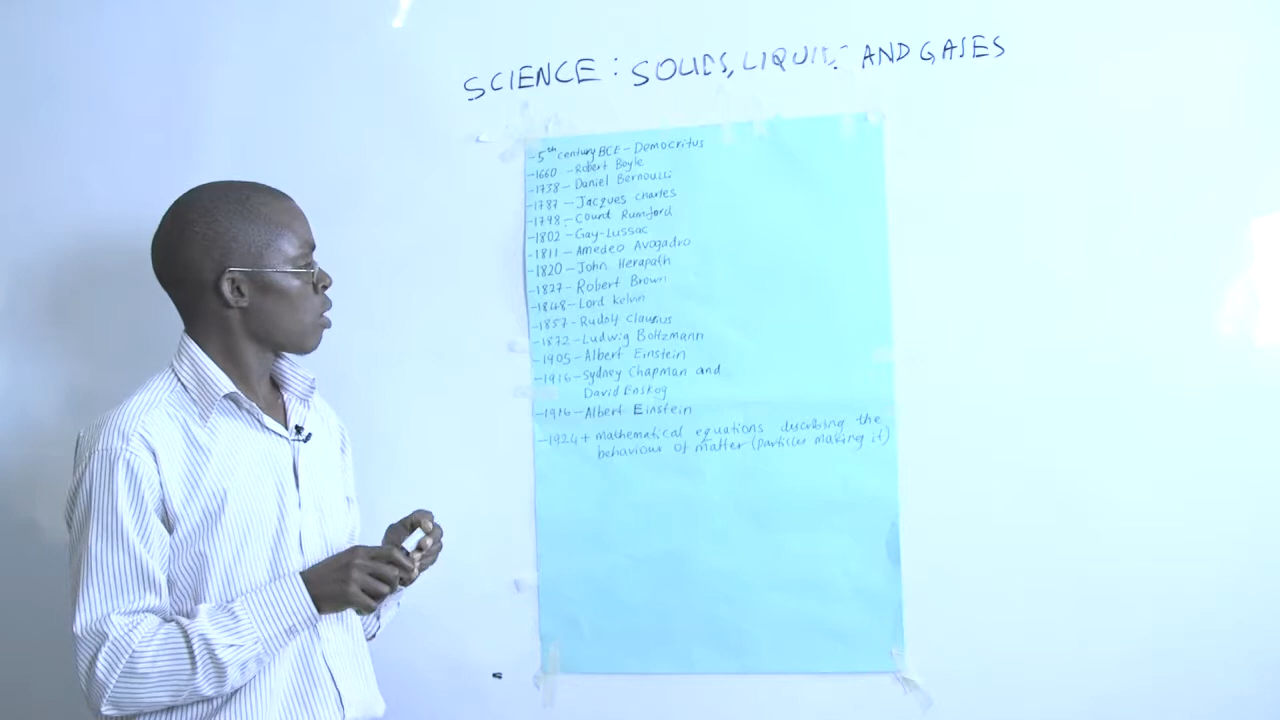 SCIENCE: SOLIDS, LIQUIDS AND GASES
-5th century BCE - Democritus
-1660 - Robert Boyle
-1738 - Daniel Bernoulli
-1787 - Jacques Charles
-1798 - Count Rumford
-1802 - Gay-Lussac
-1811 - Amedeo Avogadro
-1820 - John Herapath
-1827 - Robert Brown
-1848 - Lord Kelvin
-1857 - Rudolf Clausius
-1872 - Ludwig Boltzmann
-1905 - Albert Einstein
-1916 - Sydney Chapman and
David Enskog
-1916 - Albert Einstein
-1924 + mathematical equations describing the
behaviour of matter (particles making it)